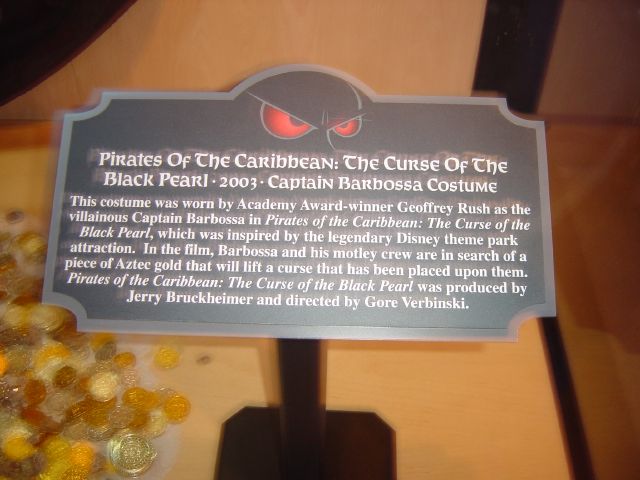 Pirates Of The Caribbean: The Curse Of The
Black Pearl · 2003 · Captain Barbossa Costume
This costume was worn by Academy Award-winner Geoffrey Rush as the
villainous Captain Barbossa in Pirates of the Caribbean: The Curse of the
Black Pearl, which was inspired by the legendary Disney theme park
attraction. In the film, Barbossa and his motley crew are in search of a
piece of Aztec gold that will lift a curse that has been placed upon them.
Pirates of the Caribbean: The Curse of the Black Pearl was produced by
Jerry Bruckheimer and directed by Gore Verbinski.